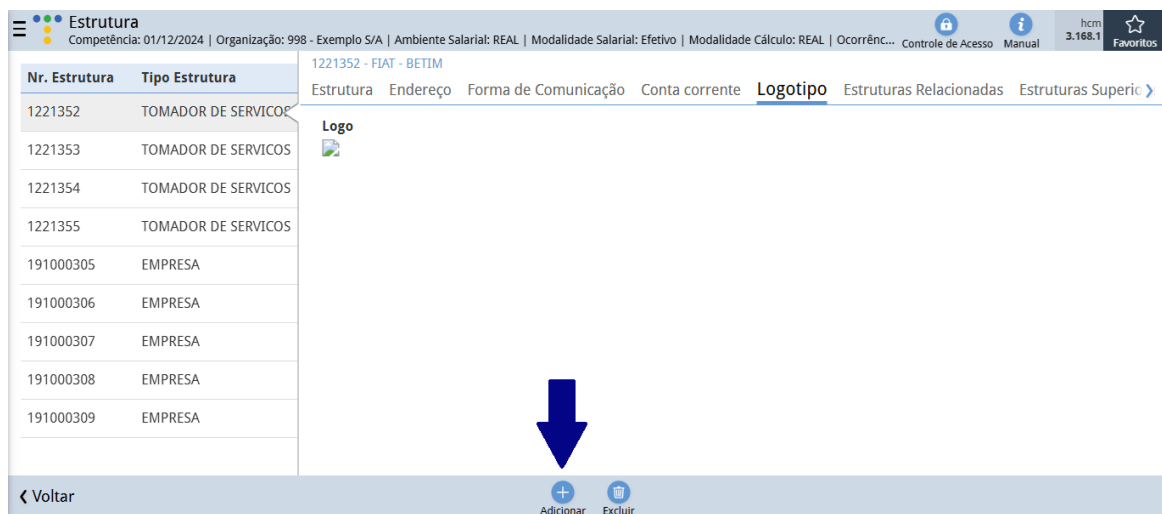 Estrutura
Competência: 01/12/2024 | Organização: 998 - Exemplo S/A | Ambiente Salarial: REAL | Modalidade Salarial: Efetivo | Modalidade Cálculo: REAL | Ocorrênc...
Controle de Acesso
Manual
hcm
3.168.1
Favoritos
Nr. Estrutura Tipo Estrutura
1221352 TOMADOR DE SERVICOS
1221353 TOMADOR DE SERVICOS
1221354 TOMADOR DE SERVICOS
1221355 TOMADOR DE SERVICOS
191000305 EMPRESA
191000306 EMPRESA
191000307 EMPRESA
191000308 EMPRESA
191000309 EMPRESA
1221352 - FIAT - BETIM
Estrutura Endereço Forma de Comunicação Conta corrente Logotipo Estruturas Relacionadas Estruturas Superio
Logo
Voltar
Adicionar Excluir